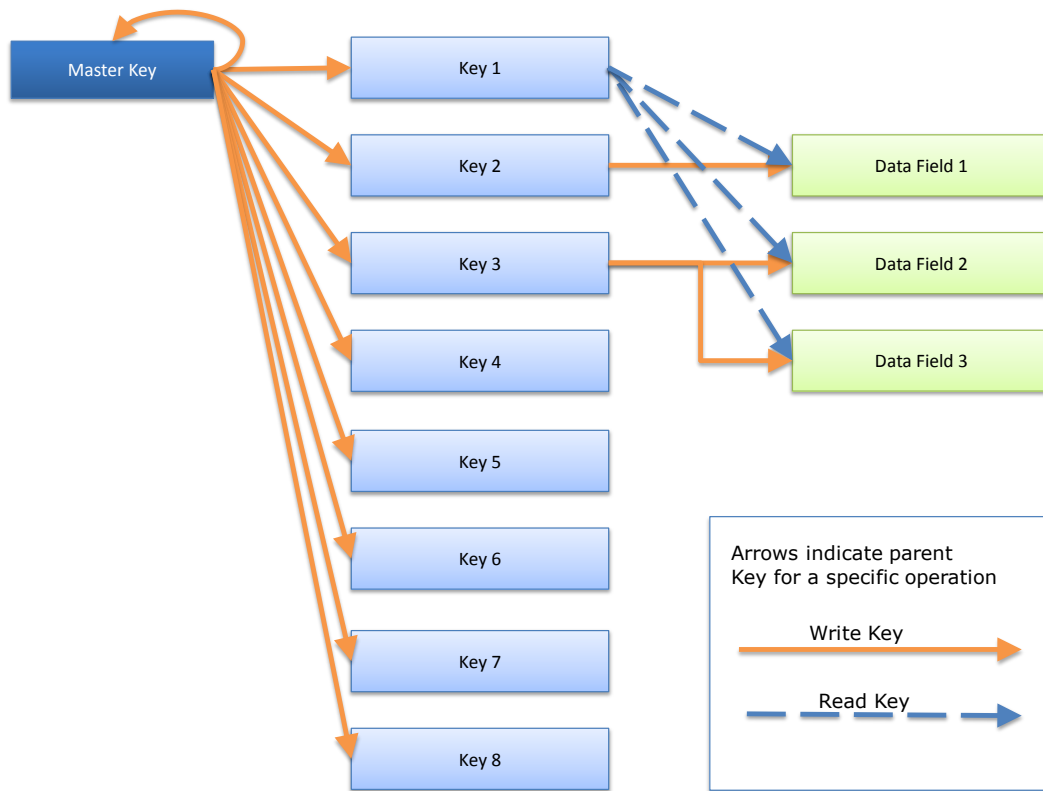 Master Key
Key 1
Key 2
Data Field 1
Key 3
Data Field 2
Key 4
Data Field 3
Key 5
Key 6
Key 7
Key 8
Arrows indicate parent
Key for a specific operation
Write Key
Read Key